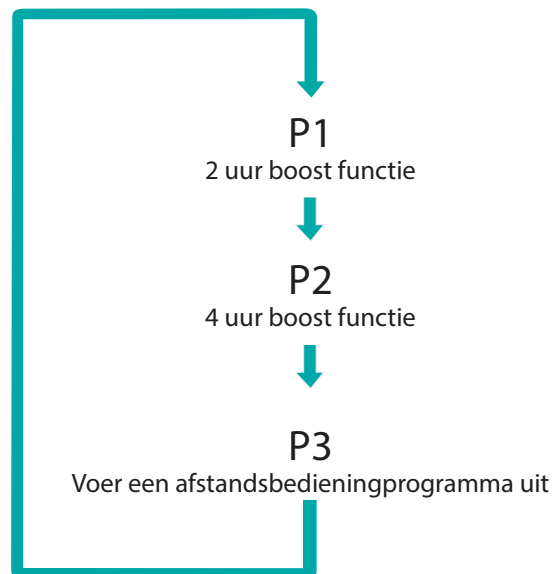 P1
2 uur boost functie
P2
4 uur boost functie
P3
Voer een afstandsbedieningprogramma uit